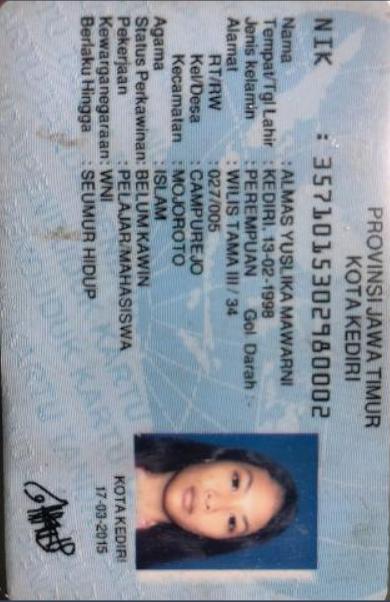 PROVINSI JAWA TIMUR
KOTA KEDIRI
NIK : 3571015302980002
Nama : ALMAS YUSLIKA MAWARNI
Tempat/Tgl Lahir : KEDIRI, 13-02-1998
Jenis kelamin : PEREMPUAN Gol. Darah : -
Alamat : WILIS TAMA III / 34
RT/RW : 027/005
Kel/Desa : CAMPUREJO
Kecamatan : MOJOROTO
Agama : ISLAM
Status Perkawinan: BELUM KAWIN
Pekerjaan : PELAJAR/MAHASISWA
Kewarganegaraan: WNI
Berlaku Hingga : SEUMUR HIDUP
KOTA KEDIRI
17-03-2015